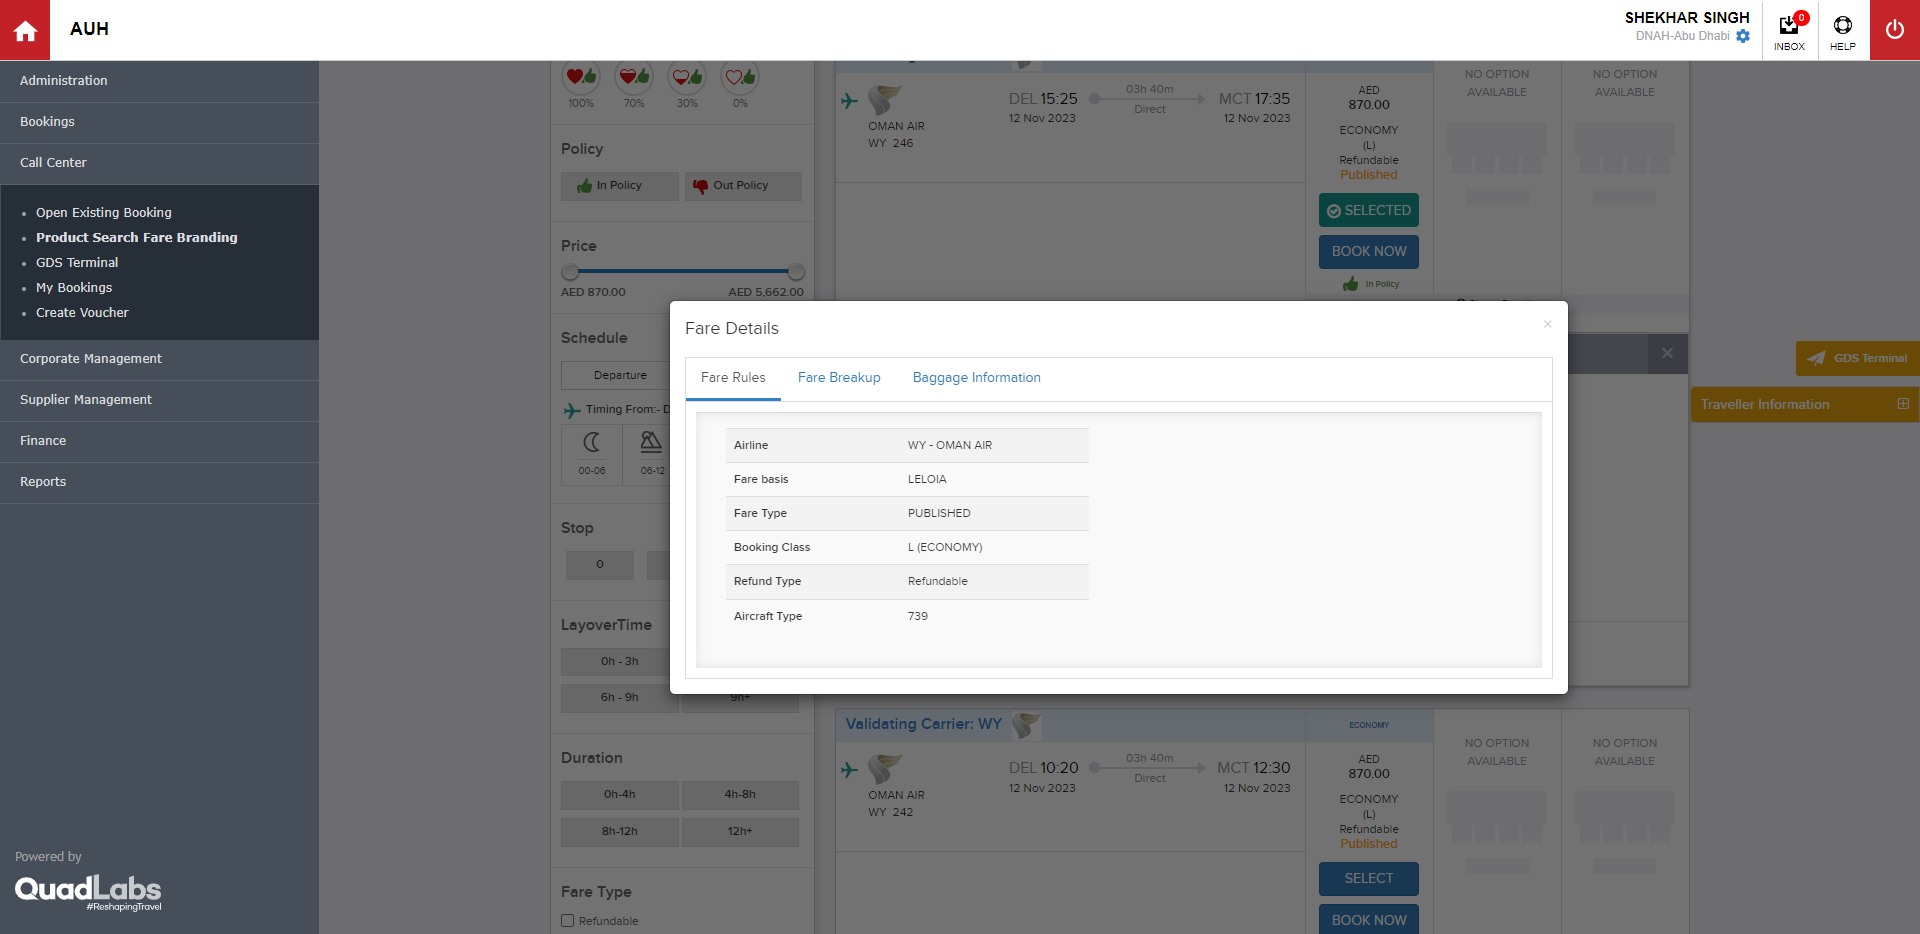 AUH
SHEKHAR SINGH
DNAH-Abu Dhabi
0
INBOX
HELP
Administration
Bookings
Call Center
Open Existing Booking
Product Search Fare Branding
GDS Terminal
My Bookings
Create Voucher
Corporate Management
Supplier Management
Finance
Reports
Powered by
QuadLabs
#ReshapingTravel
100% 70% 30% 0%
Policy
In Policy Out Policy
Price
AED 870.00 AED 5,662.00
Schedule
Departure
Timing From:- D
00-06 06-12
Stop
0
LayoverTime
0h - 3h
6h - 9h 9h+
Duration
0h-4h 4h-8h
8h-12h 12h+
Fare Type
Refundable
OMAN AIR
WY 246
DEL 15:25
12 Nov 2023
03h 40m
Direct
MCT 17:35
12 Nov 2023
AED
870.00
ECONOMY
(L)
Refundable
Published
SELECTED
BOOK NOW
In Policy
NO OPTION
AVAILABLE
NO OPTION
AVAILABLE
Fare Details
×
Fare Rules Fare Breakup Baggage Information
Airline WY - OMAN AIR
Fare basis LELOIA
Fare Type PUBLISHED
Booking Class L (ECONOMY)
Refund Type Refundable
Aircraft Type 739
GDS Terminal
Traveller Information
Validating Carrier: WY
ECONOMY
OMAN AIR
WY 242
DEL 10:20
12 Nov 2023
03h 40m
Direct
MCT 12:30
12 Nov 2023
AED
870.00
ECONOMY
(L)
Refundable
Published
SELECT
BOOK NOW
NO OPTION
AVAILABLE
NO OPTION
AVAILABLE